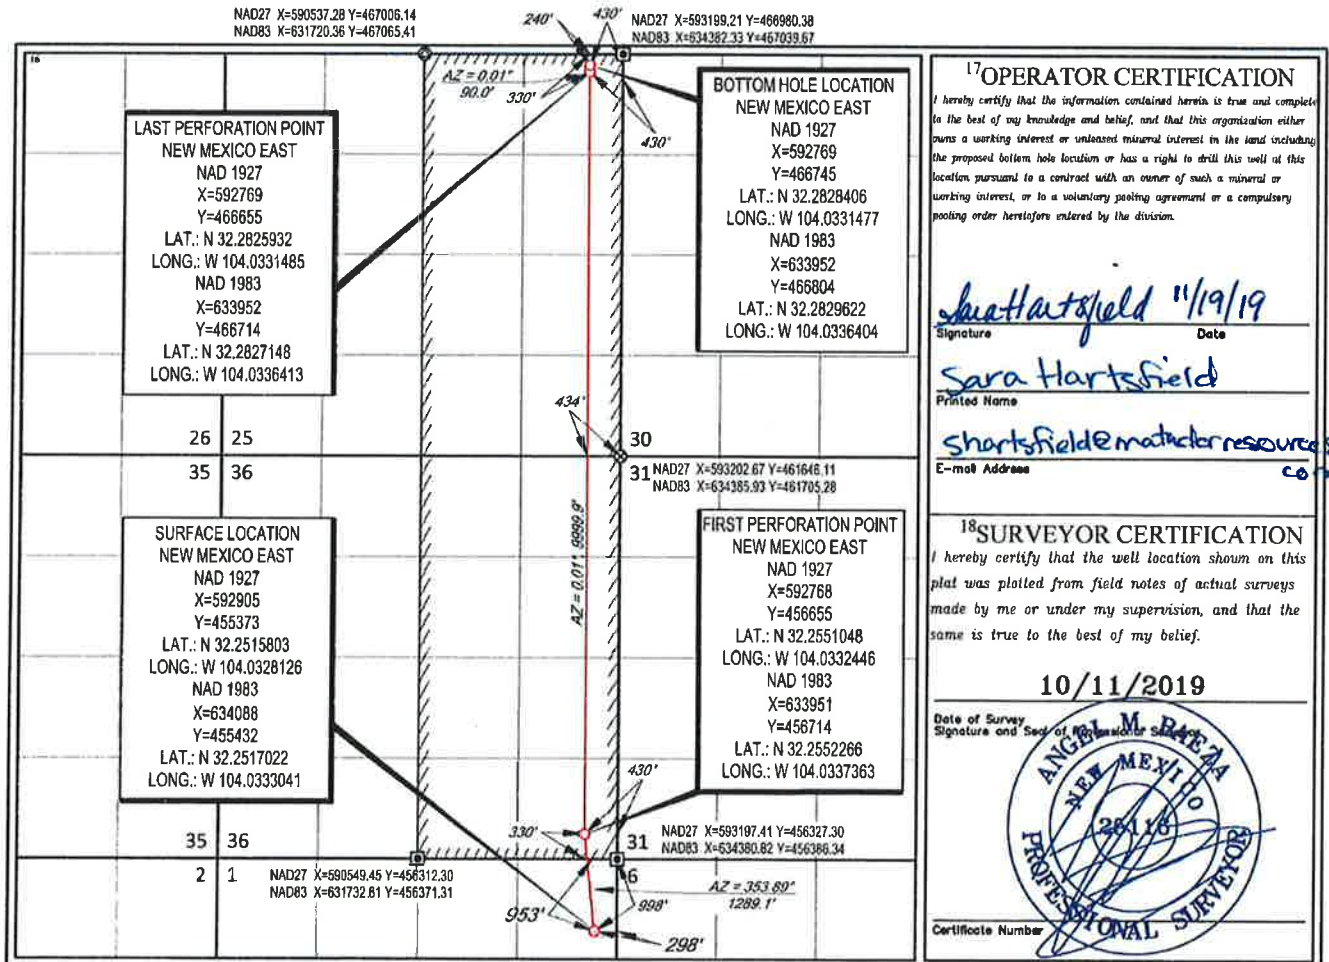 NAD27 X=590537.28 Y=467006.14
NAD83 X=631720.36 Y=467065.41
240'
430'
NAD27 X=593199.21 Y=466980.38
NAD83 X=634382.33 Y=467039.67
16
AZ = 0.01°
90.0'
330'
430'
LAST PERFORATION POINT
NEW MEXICO EAST
NAD 1927
X=592769
Y=466655
LAT.: N 32.2825932
LONG.: W 104.0331485
NAD 1983
X=633952
Y=466714
LAT.: N 32.2827148
LONG.: W 104.0336413
BOTTOM HOLE LOCATION
NEW MEXICO EAST
NAD 1927
X=592769
Y=466745
LAT.: N 32.2828406
LONG.: W 104.0331477
NAD 1983
X=633952
Y=466804
LAT.: N 32.2829622
LONG.: W 104.0336404
434'
26 25
35 36
30
31
NAD27 X=593202.67 Y=461646.11
NAD83 X=634385.93 Y=461705.28
AZ = 0.01° 9999.9'
SURFACE LOCATION
NEW MEXICO EAST
NAD 1927
X=592905
Y=455373
LAT.: N 32.2515803
LONG.: W 104.0328126
NAD 1983
X=634088
Y=455432
LAT.: N 32.2517022
LONG.: W 104.0333041
FIRST PERFORATION POINT
NEW MEXICO EAST
NAD 1927
X=592768
Y=456655
LAT.: N 32.2551048
LONG.: W 104.0332446
NAD 1983
X=633951
Y=456714
LAT.: N 32.2552266
LONG.: W 104.0337363
430'
330'
35 36
2 1
31
6
NAD27 X=593197.41 Y=456327.30
NAD83 X=634380.82 Y=456386.34
NAD27 X=590549.45 Y=456312.30
NAD83 X=631732.61 Y=456371.31
AZ = 353.89°
1289.1'
953'
998'
298'
17OPERATOR CERTIFICATION
I hereby certify that the information contained herein is true and complete
to the best of my knowledge and belief, and that this organization either
owns a working interest or unleased mineral interest in the land including
the proposed bottom hole location or has a right to drill this well at this
location pursuant to a contract with an owner of such a mineral or
working interest, or to a voluntary pooling agreement or a compulsory
pooling order heretofore entered by the division.
Sara Hartsfield 11/19/19
Signature Date
Sara Hartsfield
Printed Name
shartsfield@matadorresources
E-mail Address
18SURVEYOR CERTIFICATION
I hereby certify that the well location shown on this
plat was plotted from field notes of actual surveys
made by me or under my supervision, and that the
same is true to the best of my belief.
10/11/2019
Date of Survey
Signature and Seal of Professional Surveyor
ANGEL M. BAEZA
NEW MEXICO
25116
PROFESSIONAL SURVEYOR
Certificate Number